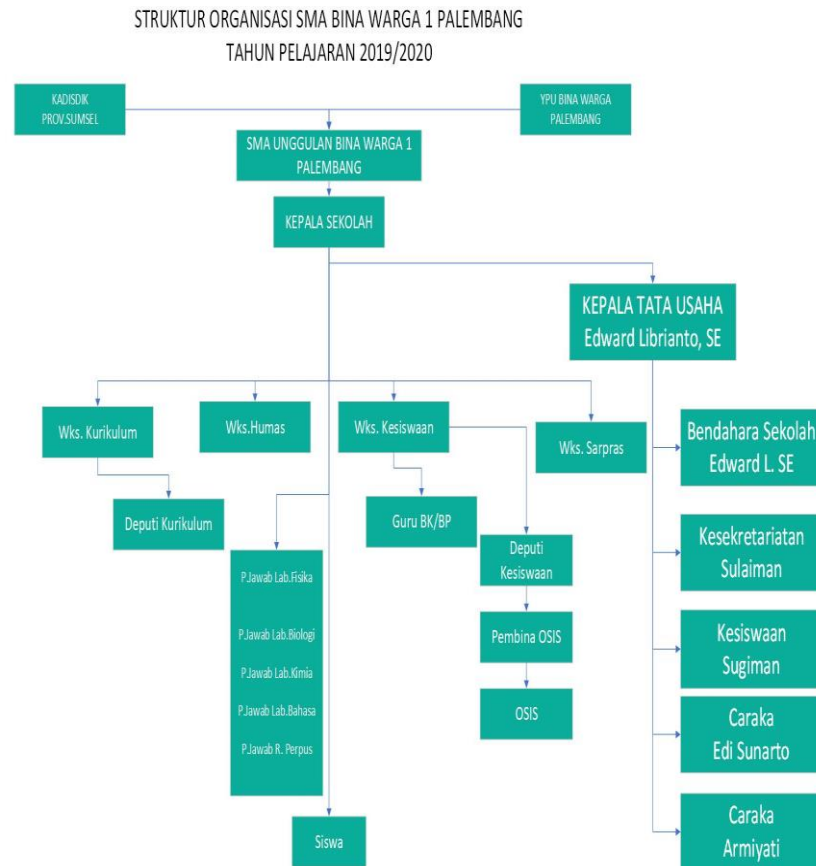 STRUKTUR ORGANISASI SMA BINA WARGA 1 PALEMBANG
TAHUN PELAJARAN 2019/2020
KADISDIK
PROV.SUMSEL
YPU BINA WARGA
PALEMBANG
SMA UNGGULAN BINA WARGA 1
PALEMBANG
KEPALA SEKOLAH
KEPALA TATA USAHA
Edward Librianto, SE
Wks. Kurikulum
Wks.Humas
Wks. Kesiswaan
Wks. Sarpras
Bendahara Sekolah
Edward L. SE
Deputi Kurikulum
Guru BK/BP
Deputi
Kesiswaan
Kesekretariatan
Sulaiman
P.Jawab Lab.Fisika
P.Jawab Lab.Biologi
P.Jawab Lab.Kimia
P.Jawab Lab.Bahasa
P.Jawab R. Perpus
Pembina OSIS
OSIS
Kesiswaan
Sugiman
Caraka
Edi Sunarto
Siswa
Caraka
Armiyati